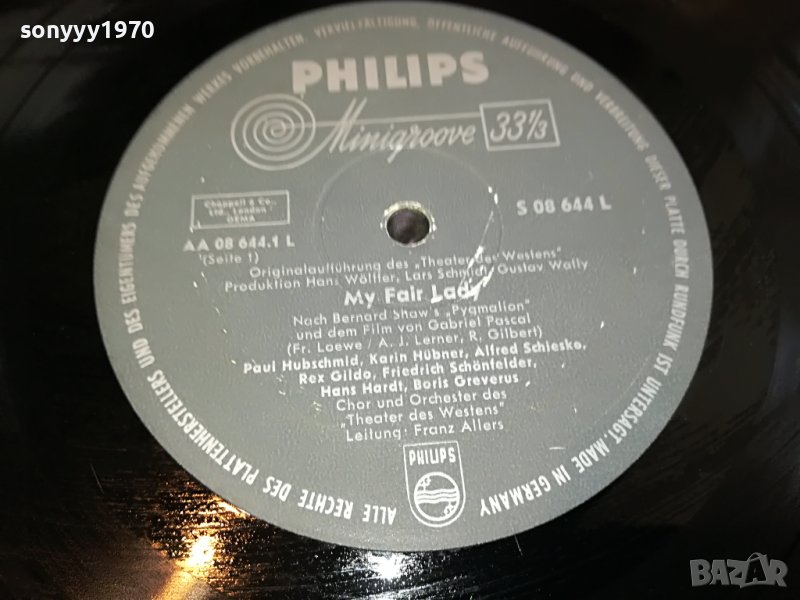 sonyyy1970
ALLE RECHTE DES PLATTENHERSTELLERS UND DES EIGENTÜMERS DES AUFGENOMMENEN WERKES VORBEHALTEN. VERVIELFÄLTIGUNG, ÖFFENTLICHE AUFFÜHRUNG UND VERBREITUNG DIESER PLATTE DURCH RUNDFUNK IST UNTERSAGT. MADE IN GERMANY
PHILIPS
Minigroove 33 1/3
Chappell & Co.,
Ltd., London
GEMA
AA 08 644.1 L
S 08 644 L
(Seite 1)
Originalaufführung des „Theater des Westens"
Produktion Hans Wölffer, Lars Schmidt, Gustav Wally
My Fair Lady
Nach Bernard Shaw's „Pygmalion"
und dem Film von Gabriel Pascal
(Fr. Loewe / A. J. Lerner, R. Gilbert)
Paul Hubschmid, Karin Hübner, Alfred Schieske,
Rex Gildo, Friedrich Schönfelder,
Hans Hardt, Boris Greverus
Chor und Orchester des
„Theater des Westens"
Leitung: Franz Allers
PHILIPS
BAZAR